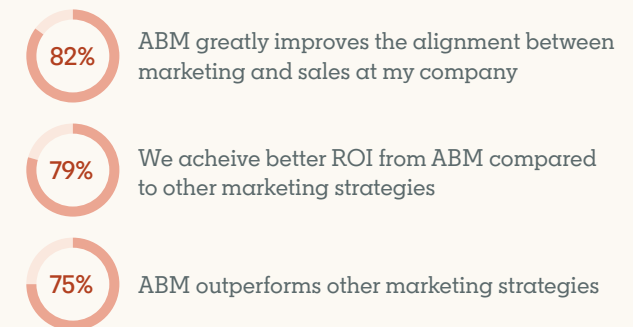 82%
ABM greatly improves the alignment between
marketing and sales at my company
79%
We acheive better ROI from ABM compared
to other marketing strategies
75%
ABM outperforms other marketing strategies